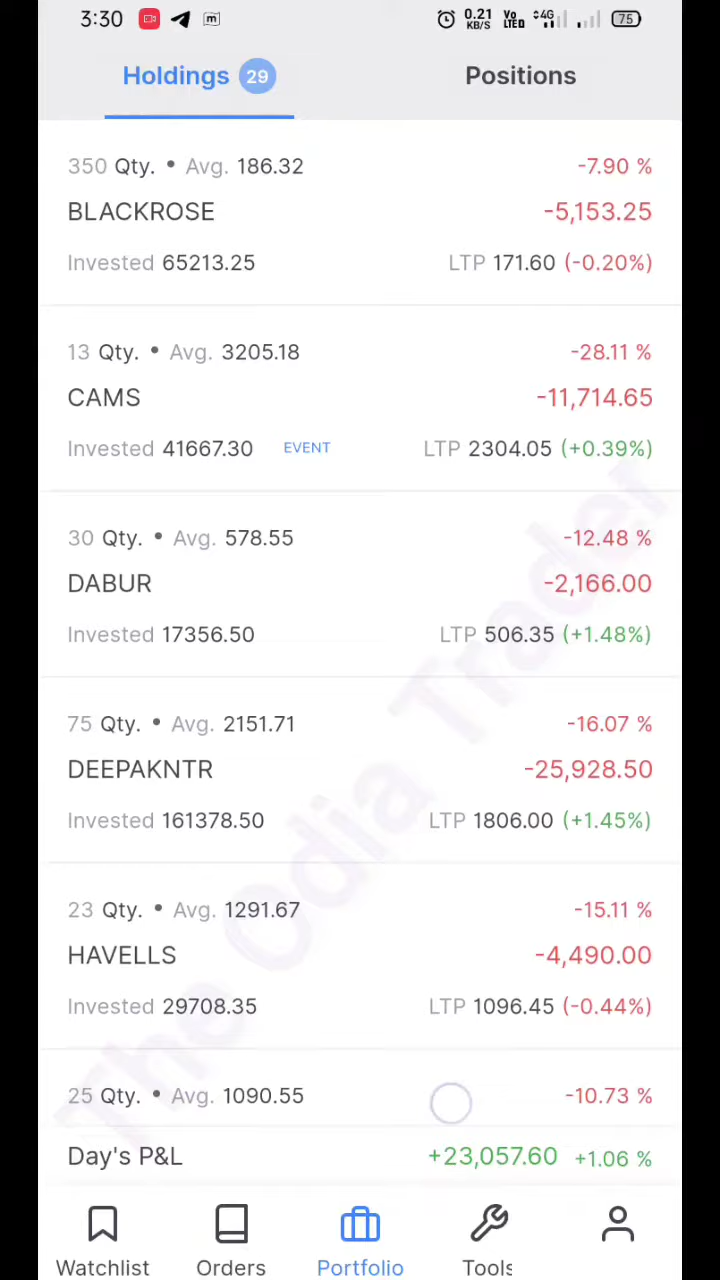 3:30 m 0.21 KB/S Vo LTED 4G 75
Holdings 29 Positions
350 Qty. • Avg. 186.32 -7.90 %
BLACKROSE -5,153.25
Invested 65213.25 LTP 171.60 (-0.20%)
13 Qty. • Avg. 3205.18 -28.11 %
CAMS -11,714.65
Invested 41667.30 EVENT LTP 2304.05 (+0.39%)
30 Qty. • Avg. 578.55 -12.48 %
DABUR -2,166.00
Invested 17356.50 LTP 506.35 (+1.48%)
75 Qty. • Avg. 2151.71 -16.07 %
DEEPAKNTR -25,928.50
Invested 161378.50 LTP 1806.00 (+1.45%)
23 Qty. • Avg. 1291.67 -15.11 %
HAVELLS -4,490.00
Invested 29708.35 LTP 1096.45 (-0.44%)
25 Qty. • Avg. 1090.55 -10.73 %
Day's P&L +23,057.60 +1.06 %
Watchlist Orders Portfolio Tools
The Odia Trader